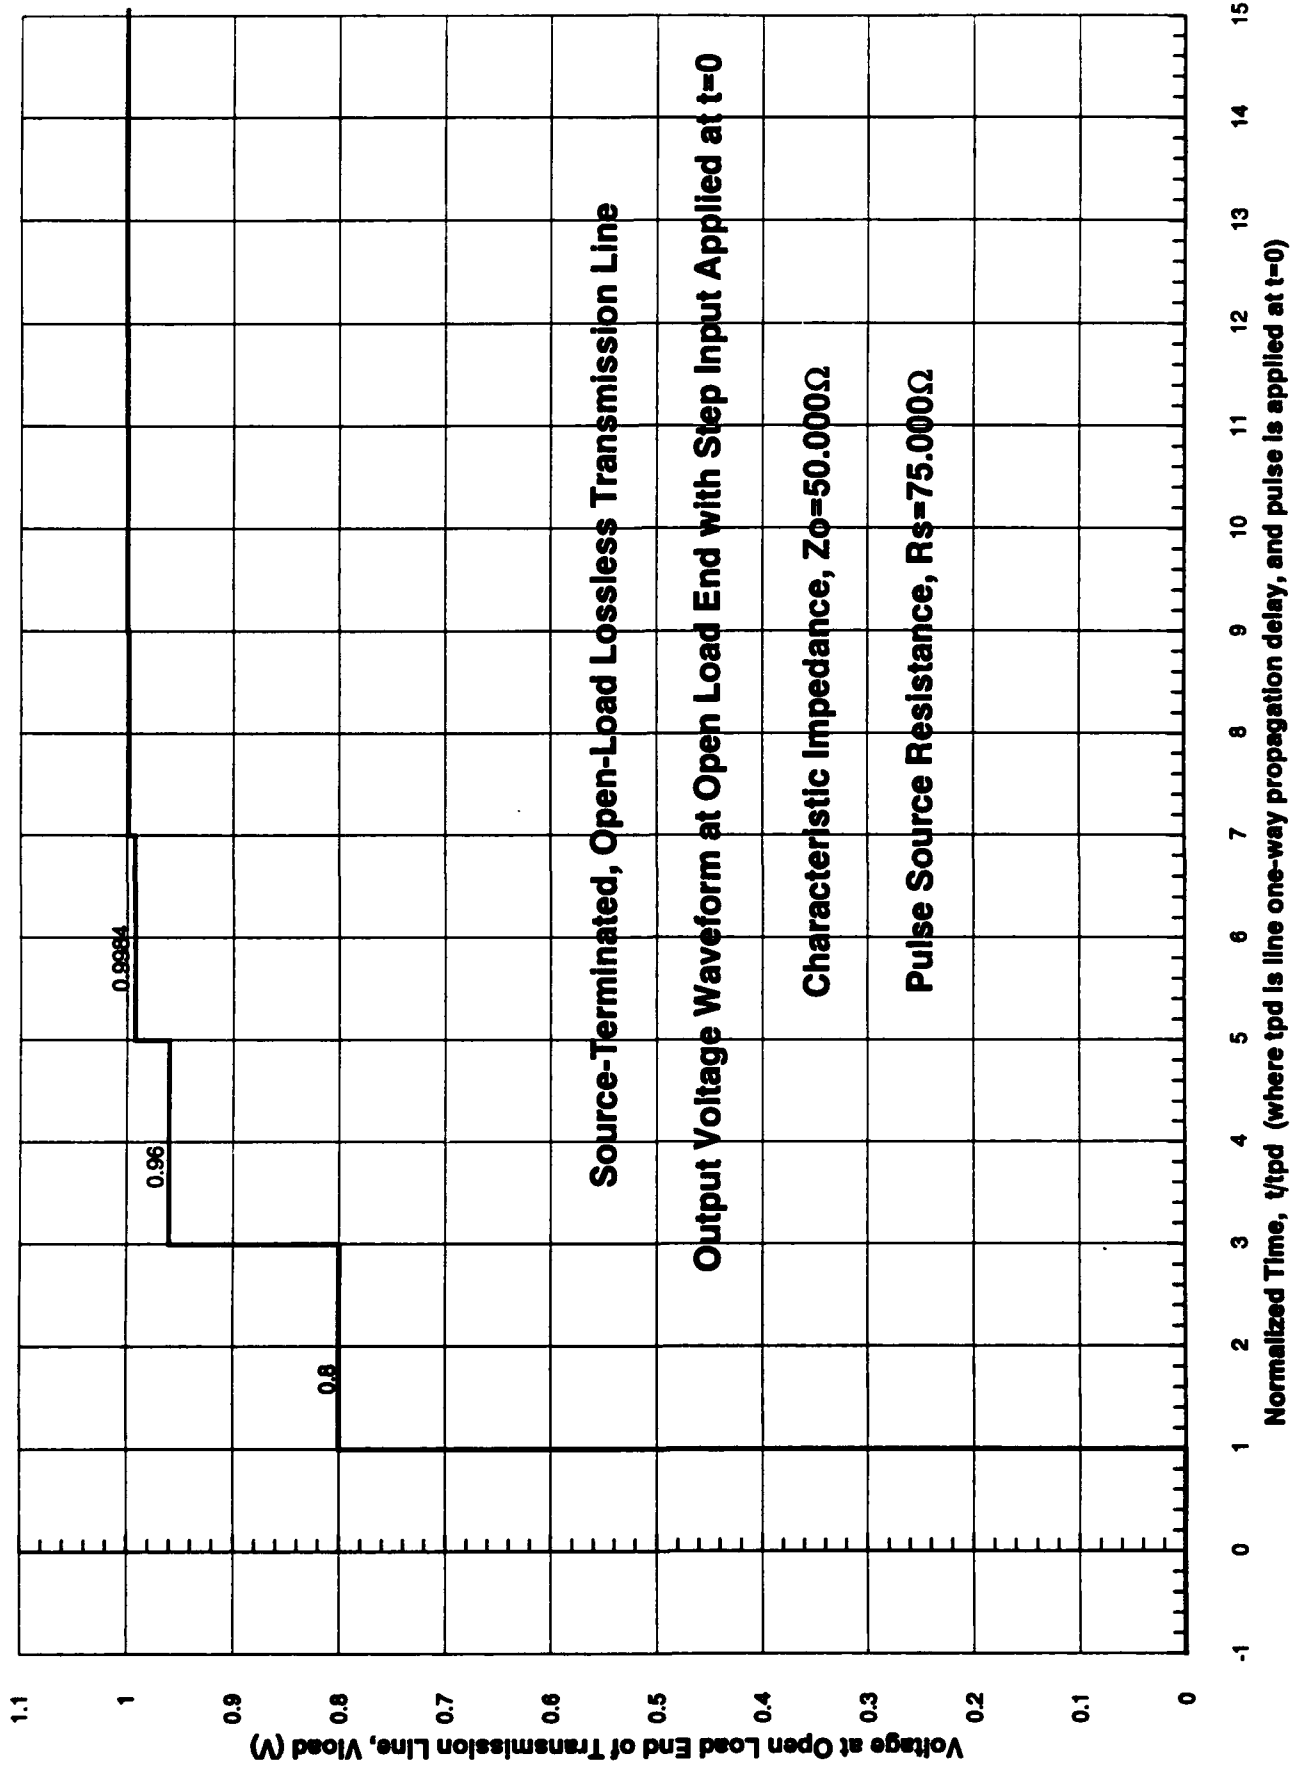 Source-Terminated, Open-Load Lossless Transmission Line
Output Voltage Waveform at Open Load End with Step Input Applied at t=0
Characteristic Impedance, Zo=50.000Ω
Pulse Source Resistance, Rs=75.000Ω
0.8
0.96
0.9984
Voltage at Open Load End of Transmission Line, Vload (V)
1.1
1
0.9
0.8
0.7
0.6
0.5
0.4
0.3
0.2
0.1
0
-1 0 1 2 3 4 5 6 7 8 9 10 11 12 13 14 15
Normalized Time, t/tpd (where tpd is line one-way propagation delay, and pulse is applied at t=0)